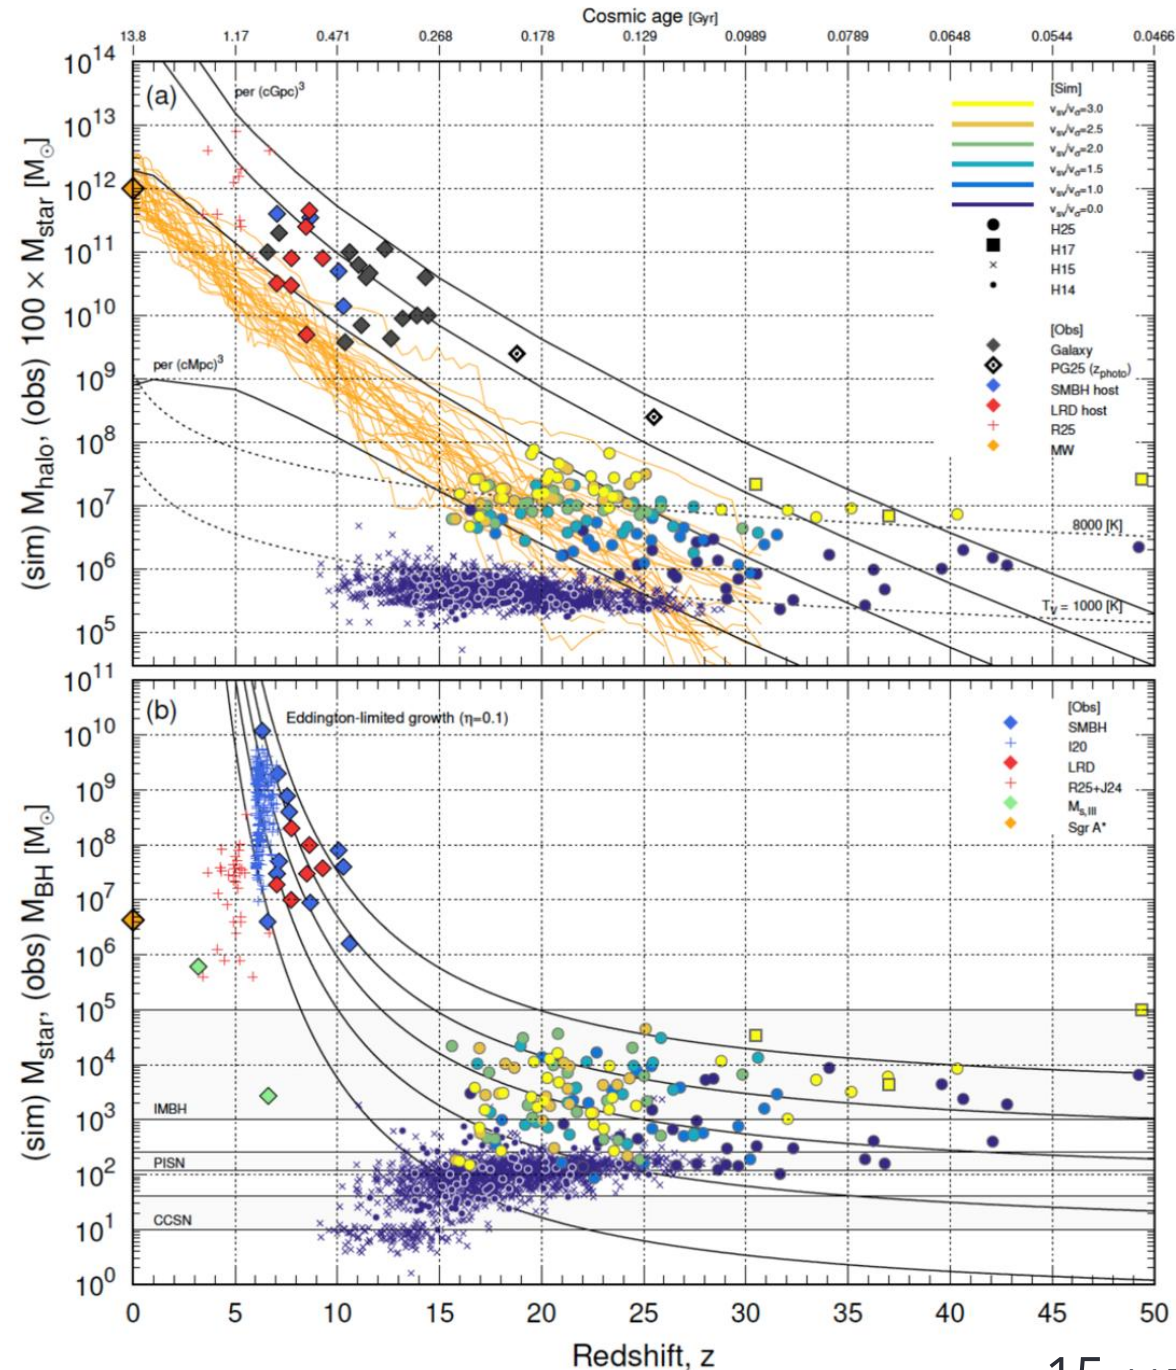 Cosmic age [Gyr]
13.8 1.17 0.471 0.268 0.178 0.129 0.0989 0.0789 0.0648 0.0544 0.0466
(a)
per (cGpc)³
per (cMpc)³
(sim) M_halo, (obs) 100 × M_star [M_⊙]
10¹⁴
10¹³
10¹²
10¹¹
10¹⁰
10⁹
10⁸
10⁷
10⁶
10⁵
[Sim]
v_sv/v_σ=3.0
v_sv/v_σ=2.5
v_sv/v_σ=2.0
v_sv/v_σ=1.5
v_sv/v_σ=1.0
v_sv/v_σ=0.0
H25
H17
H15
H14
[Obs]
Galaxy
PG25 (z_photo)
SMBH host
LRD host
R25
MW
8000 [K]
T_v = 1000 [K]
(b)
Eddington-limited growth (η=0.1)
(sim) M_star, (obs) M_BH [M_⊙]
10¹¹
10¹⁰
10⁹
10⁸
10⁷
10⁶
10⁵
10⁴
10³
10²
10¹
10⁰
[Obs]
SMBH
I20
LRD
R25+J24
M_s,III
Sgr A*
IMBH
PISN
CCSN
0 5 10 15 20 25 30 35 40 45 50
Redshift, z